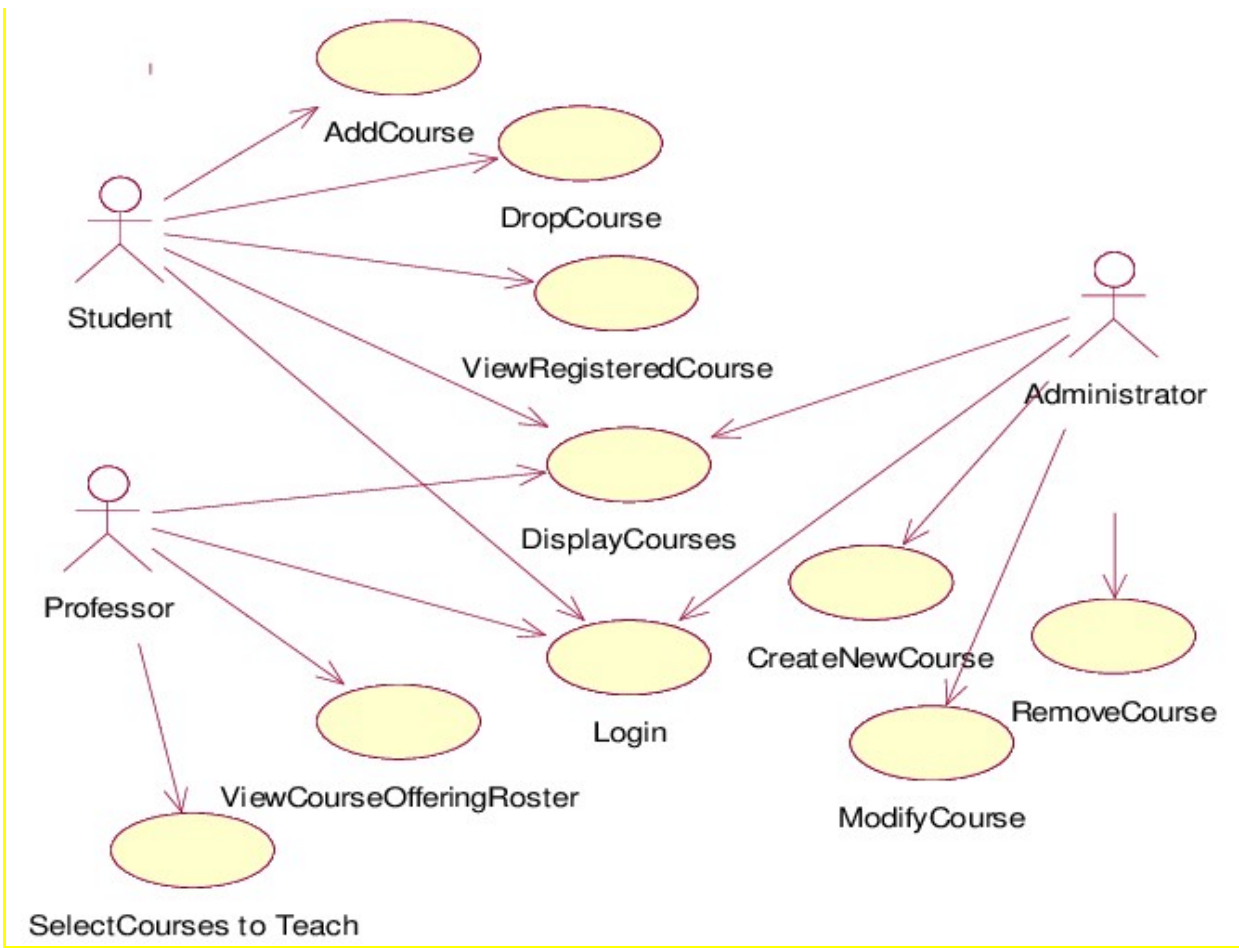 AddCourse
DropCourse
Student
ViewRegisteredCourse
Administrator
DisplayCourses
Professor
CreateNewCourse
RemoveCourse
Login
ViewCourseOfferingRoster
ModifyCourse
SelectCourses to Teach